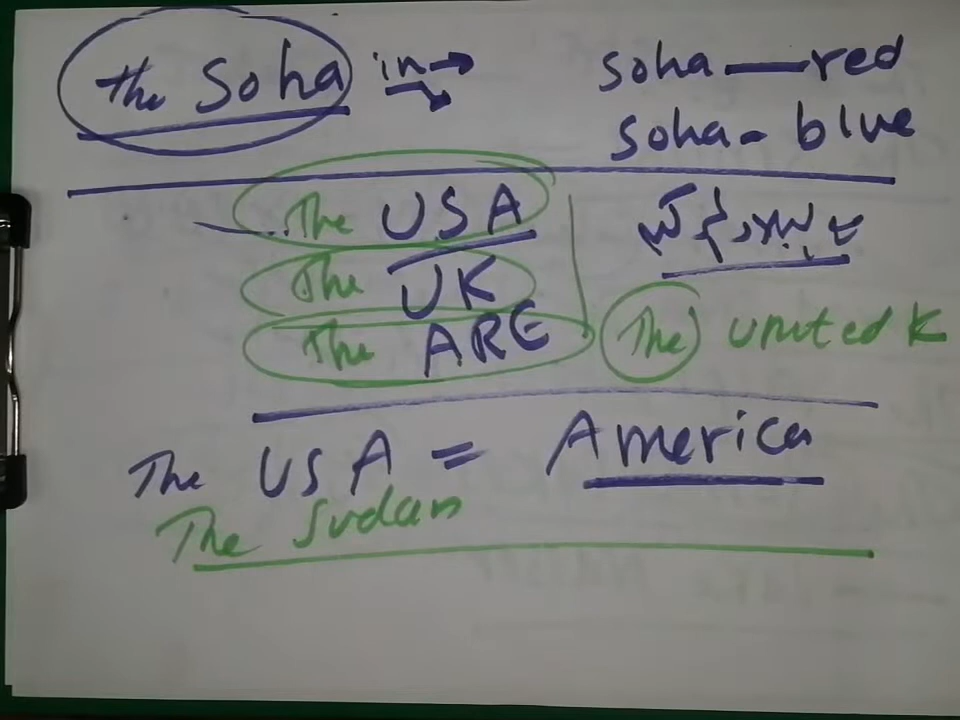 the Soha in → soha — red
soha - blue
The USA
The UK
The ARE The united K
The USA = America
The Sudan